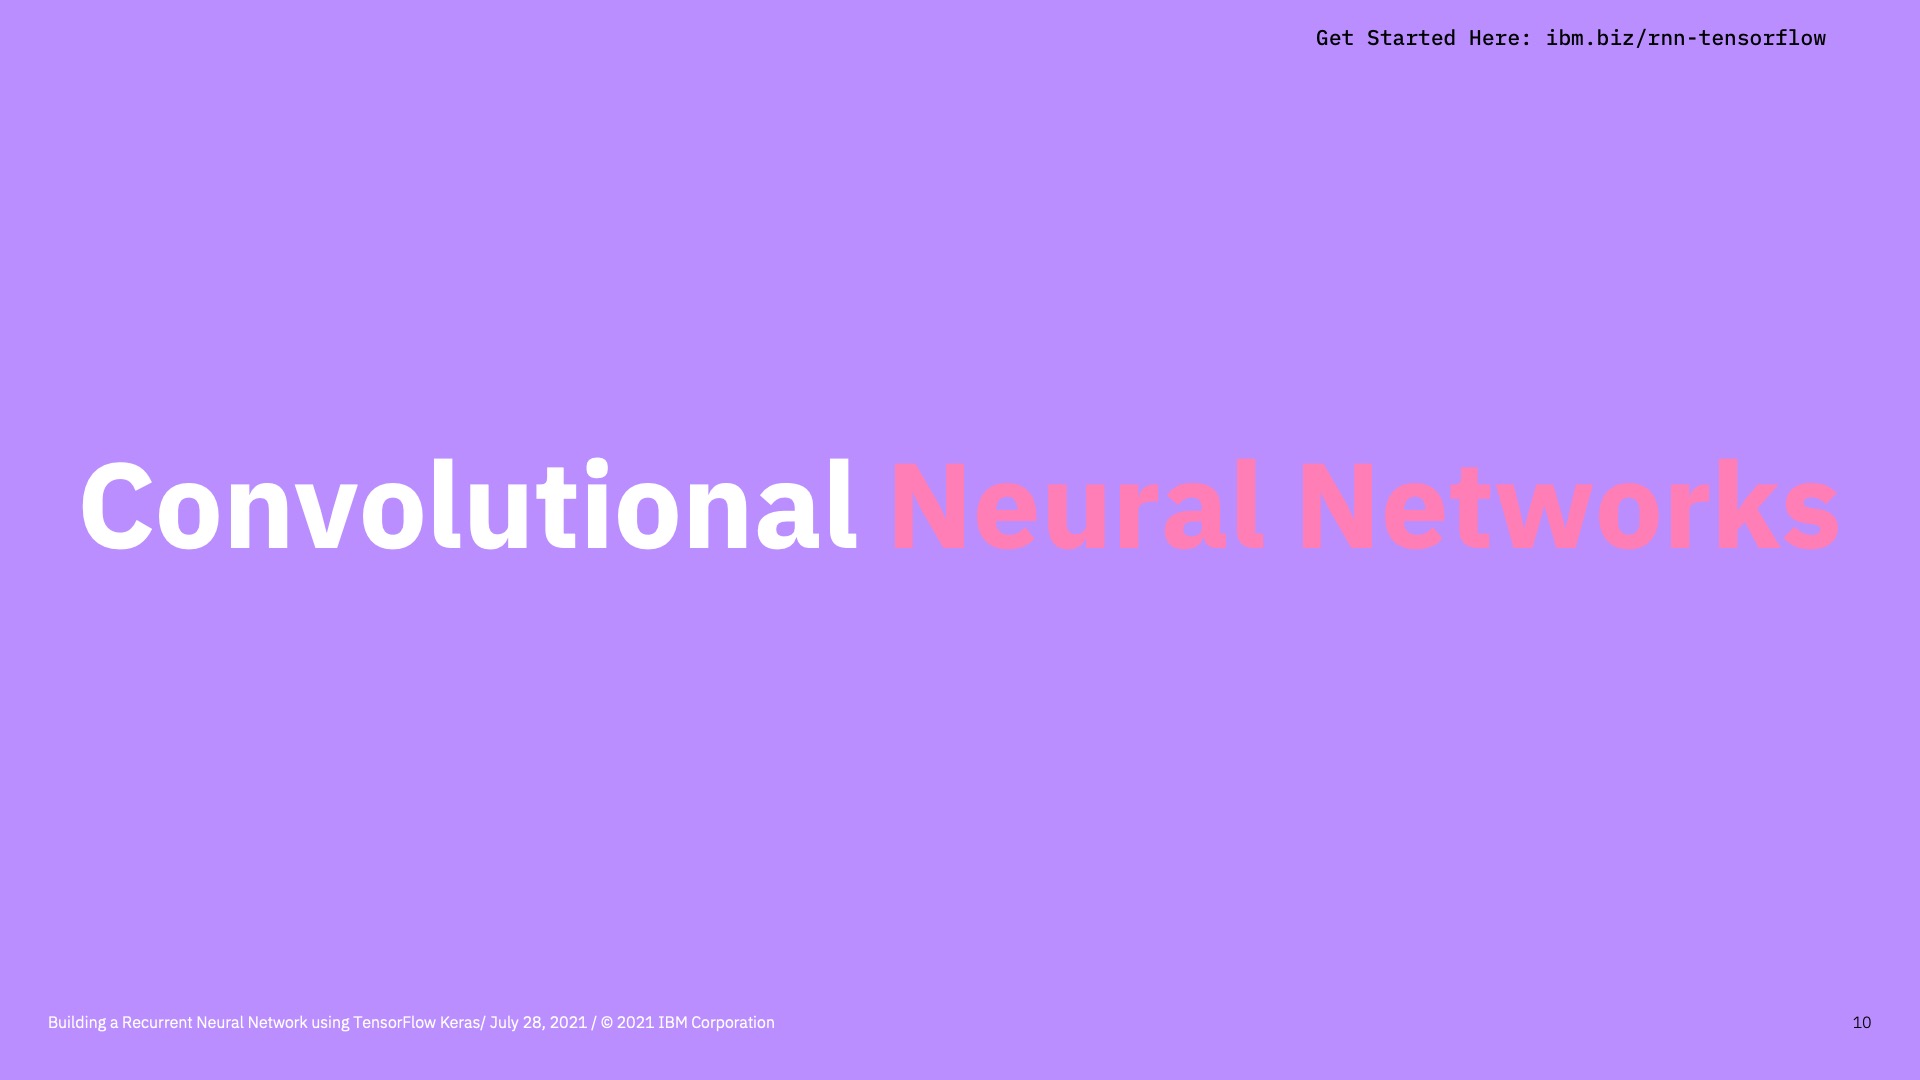 Get Started Here: ibm.biz/rnn-tensorflow
Convolutional Neural Networks
Building a Recurrent Neural Network using TensorFlow Keras/ July 28, 2021 / © 2021 IBM Corporation
10